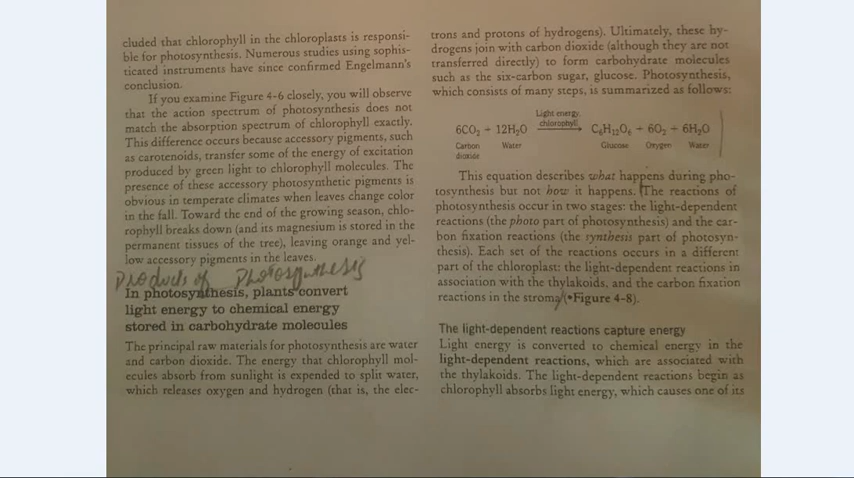 cluded that chlorophyll in the chloroplasts is responsi-
ble for photosynthesis. Numerous studies using sophis-
ticated instruments have since confirmed Engelmann's
conclusion.
If you examine Figure 4-6 closely, you will observe
that the action spectrum of photosynthesis does not
match the absorption spectrum of chlorophyll exactly.
This difference occurs because accessory pigments, such
as carotenoids, transfer some of the energy of excitation
produced by green light to chlorophyll molecules. The
presence of these accessory photosynthetic pigments is
obvious in temperate climates when leaves change color
in the fall. Toward the end of the growing season, chlo-
rophyll breaks down (and its magnesium is stored in the
permanent tissues of the tree), leaving orange and yel-
low accessory pigments in the leaves.
Products of Photosynthesis
In photosynthesis, plants convert
light energy to chemical energy
stored in carbohydrate molecules
The principal raw materials for photosynthesis are water
and carbon dioxide. The energy that chlorophyll mol-
ecules absorb from sunlight is expended to split water,
which releases oxygen and hydrogen (that is, the elec-
trons and protons of hydrogens). Ultimately, these hy-
drogens join with carbon dioxide (although they are not
transferred directly) to form carbohydrate molecules
such as the six-carbon sugar, glucose. Photosynthesis,
which consists of many steps, is summarized as follows:
Light energy
chlorophyll
6CO₂ + 12H₂O → C₆H₁₂O₆ + 6O₂ + 6H₂O
Carbon Water Glucose Oxygen Water
dioxide
This equation describes what happens during pho-
tosynthesis but not how it happens. The reactions of
photosynthesis occur in two stages: the light-dependent
reactions (the photo part of photosynthesis) and the car-
bon fixation reactions (the synthesis part of photosyn-
thesis). Each set of the reactions occurs in a different
part of the chloroplast: the light-dependent reactions in
association with the thylakoids, and the carbon fixation
reactions in the stroma (•Figure 4-8).
The light-dependent reactions capture energy
Light energy is converted to chemical energy in the
light-dependent reactions, which are associated with
the thylakoids. The light-dependent reactions begin as
chlorophyll absorbs light energy, which causes one of its